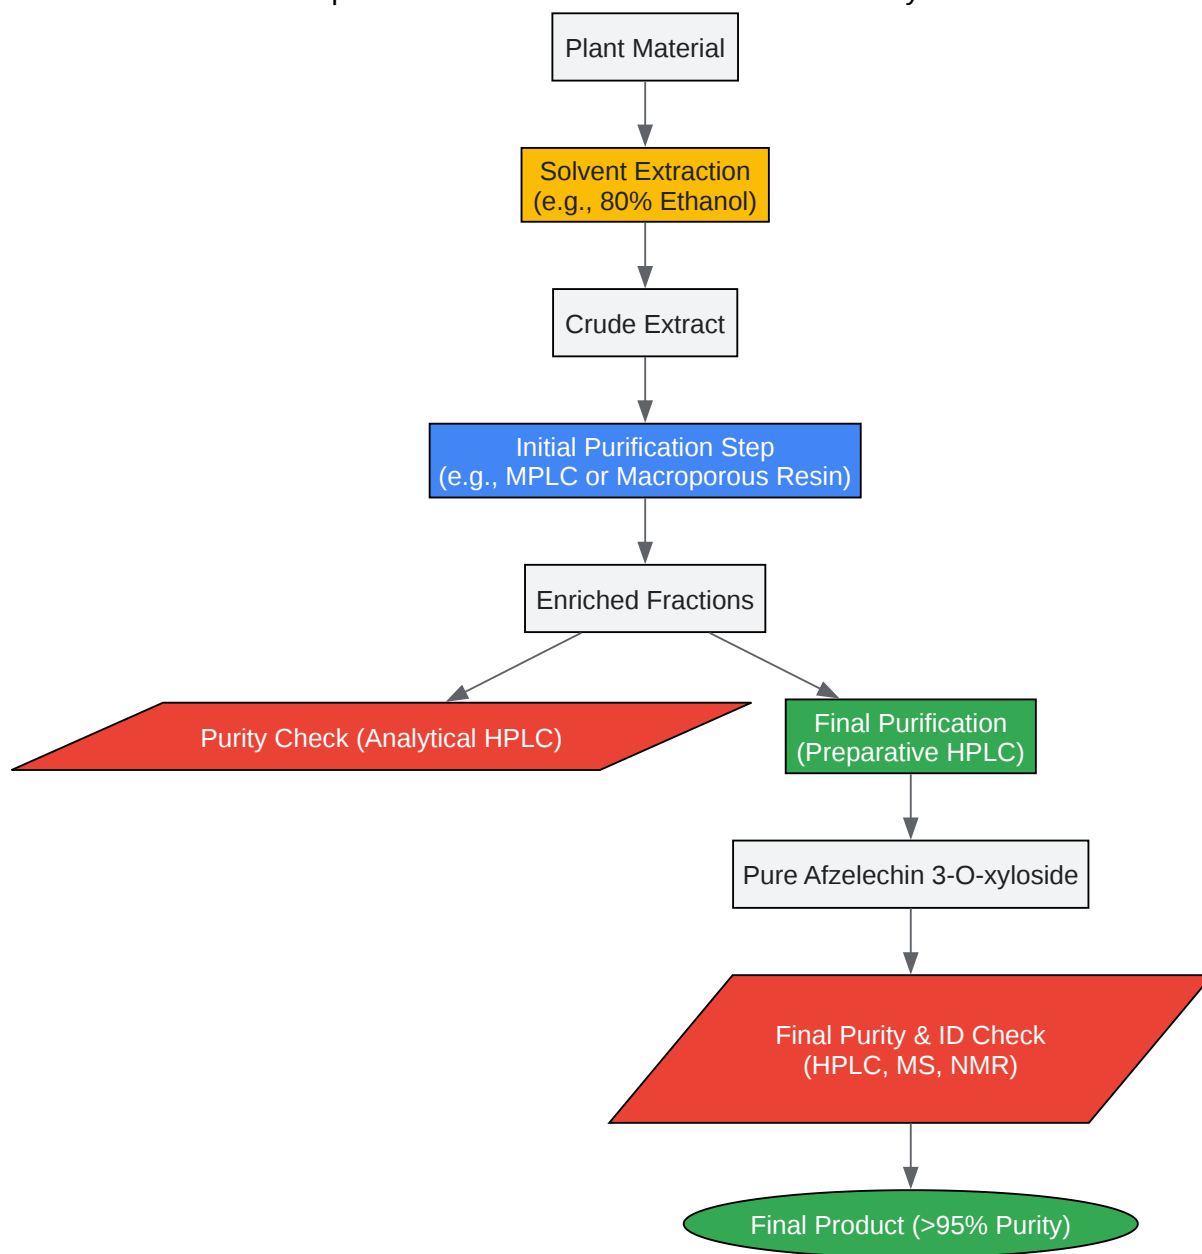 Plant Material
Solvent Extraction
(e.g., 80% Ethanol)
Crude Extract
Initial Purification Step
(e.g., MPLC or Macroporous Resin)
Enriched Fractions
Purity Check (Analytical HPLC)
Final Purification
(Preparative HPLC)
Pure Afzelechin 3-O-xyloside
Final Purity & ID Check
(HPLC, MS, NMR)
Final Product (>95% Purity)